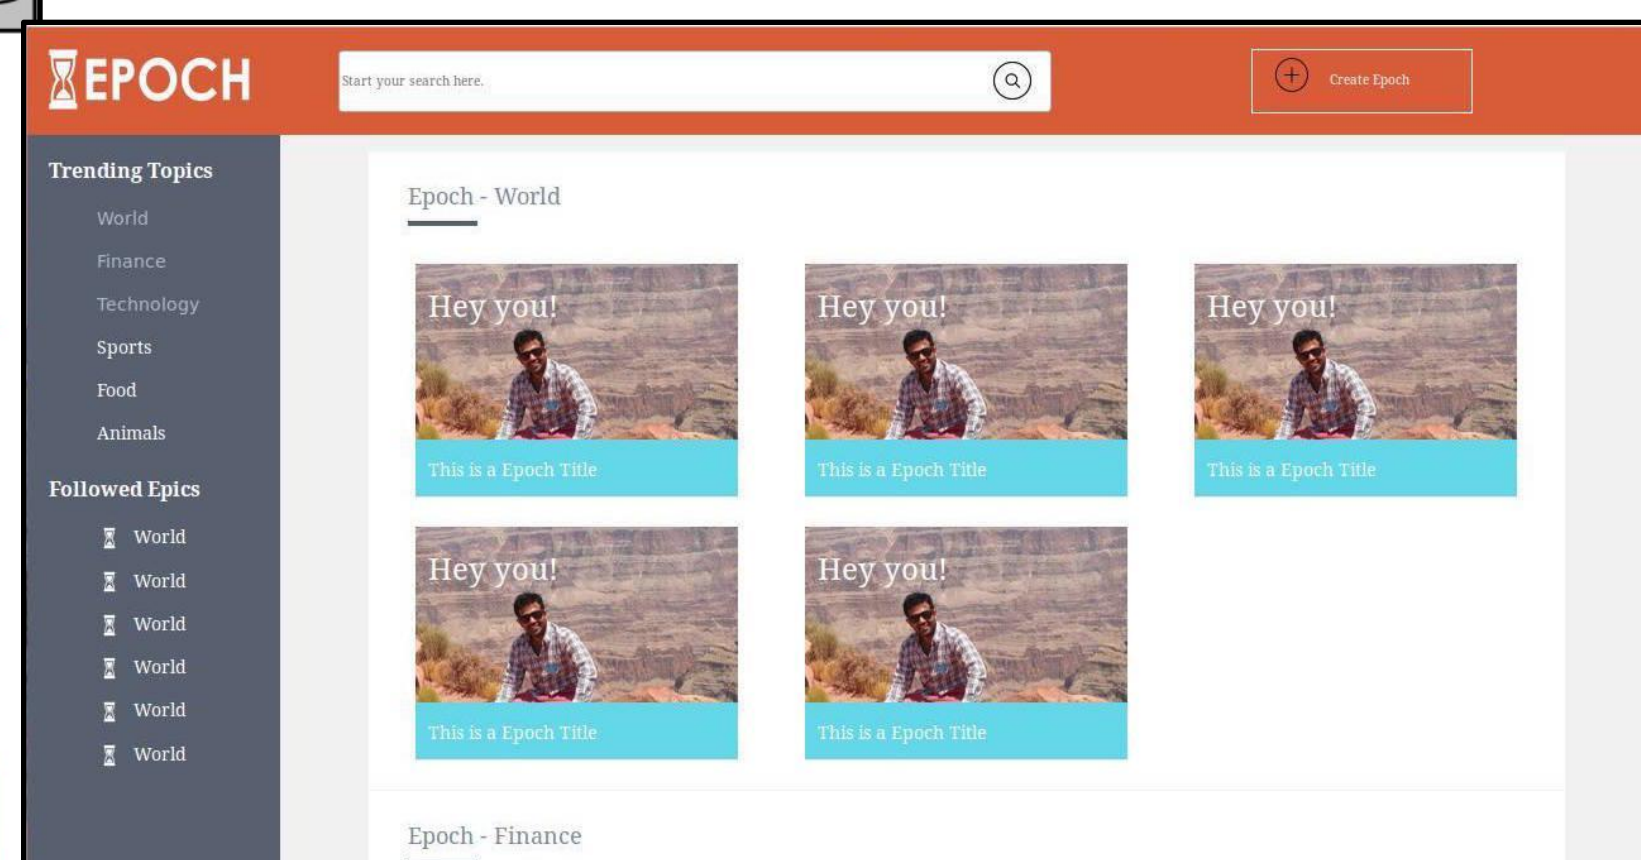 EPOCH
Start your search here.
Create Epoch
Trending Topics
World
Finance
Technology
Sports
Food
Animals
Followed Epics
World
World
World
World
World
World
Epoch - World
Hey you!
This is a Epoch Title
Hey you!
This is a Epoch Title
Hey you!
This is a Epoch Title
Hey you!
This is a Epoch Title
Hey you!
This is a Epoch Title
Epoch - Finance